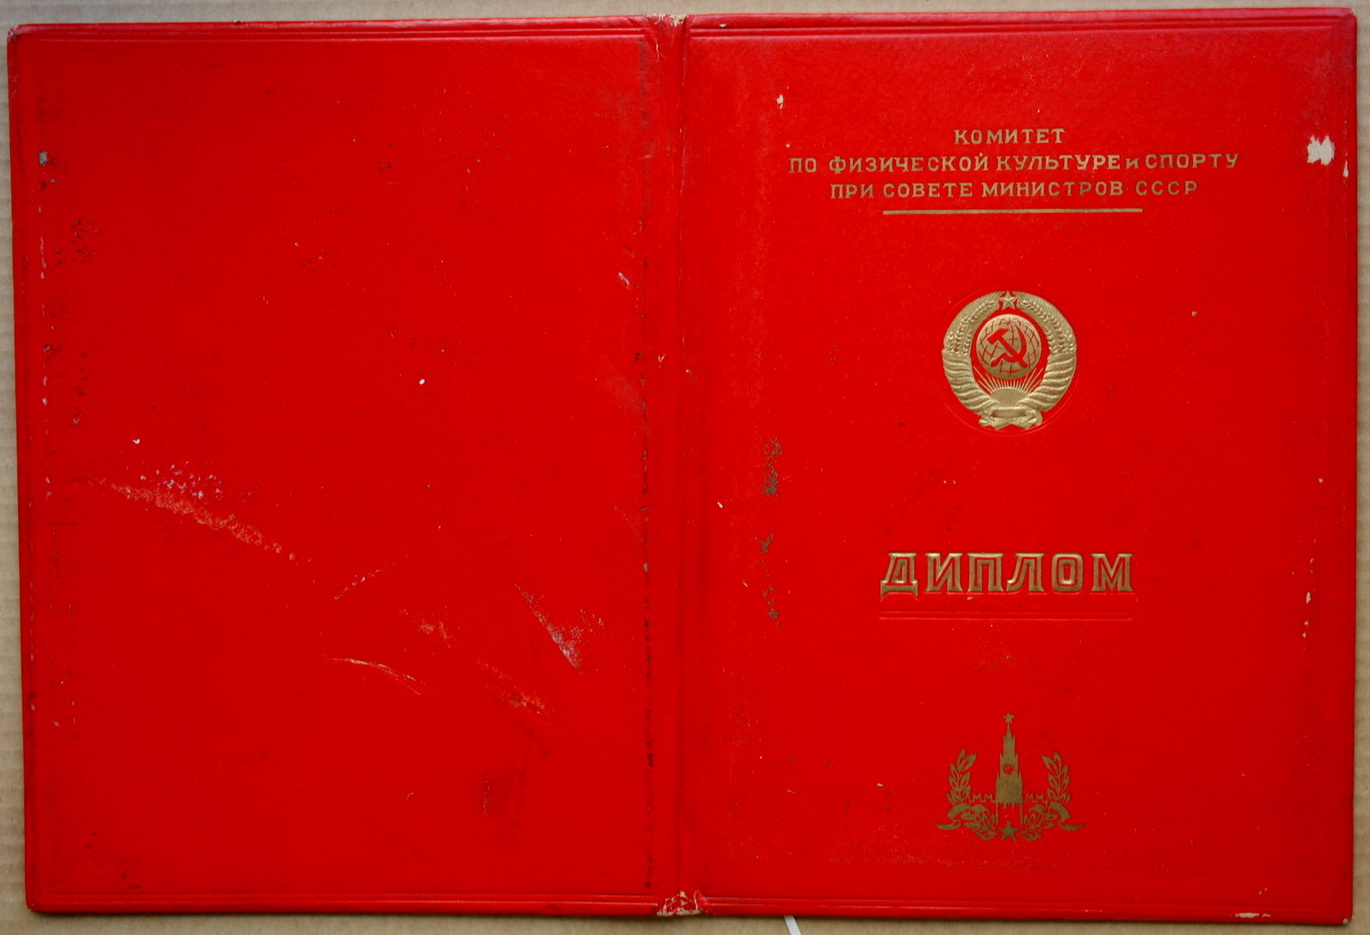 КОМИТЕТ
ПО ФИЗИЧЕСКОЙ КУЛЬТУРЕ и СПОРТУ
ПРИ СОВЕТЕ МИНИСТРОВ СССР
ДИПЛОМ